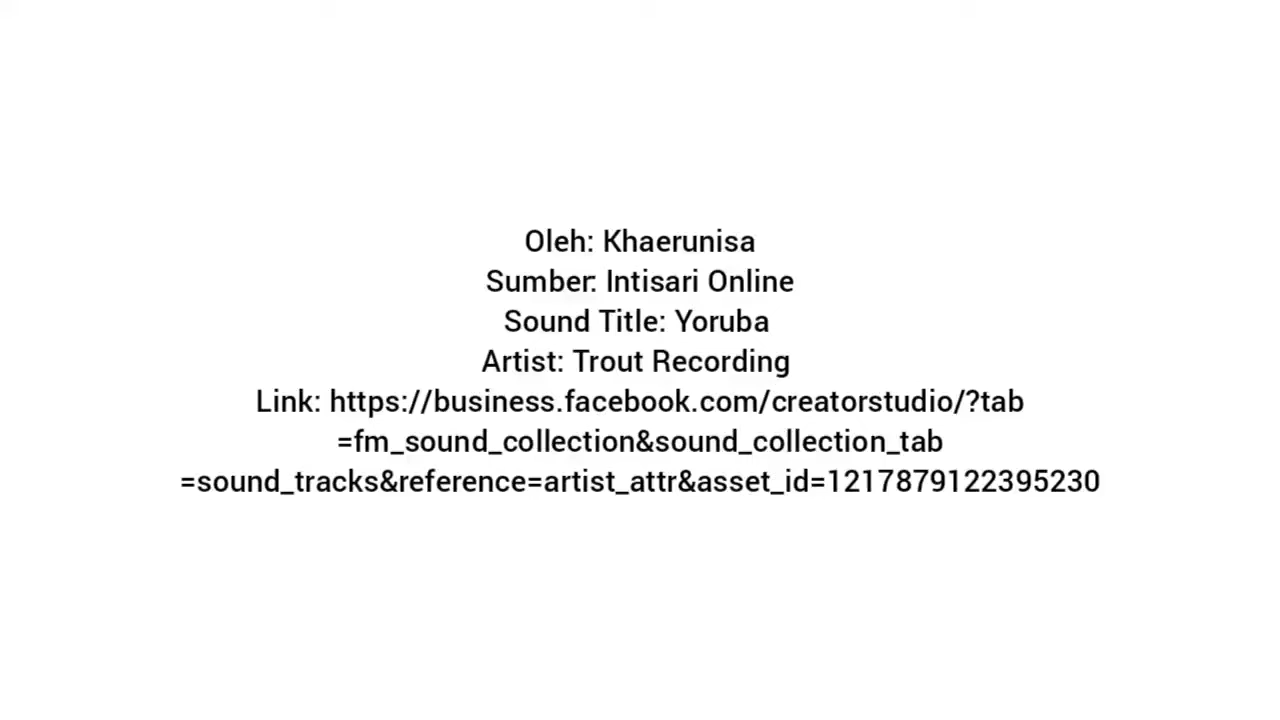 Oleh: Khaerunisa
Sumber: Intisari Online
Sound Title: Yoruba
Artist: Trout Recording
Link: https://business.facebook.com/creatorstudio/?tab
=fm_sound_collection&sound_collection_tab
=sound_tracks&reference=artist_attr&asset_id=1217879122395230